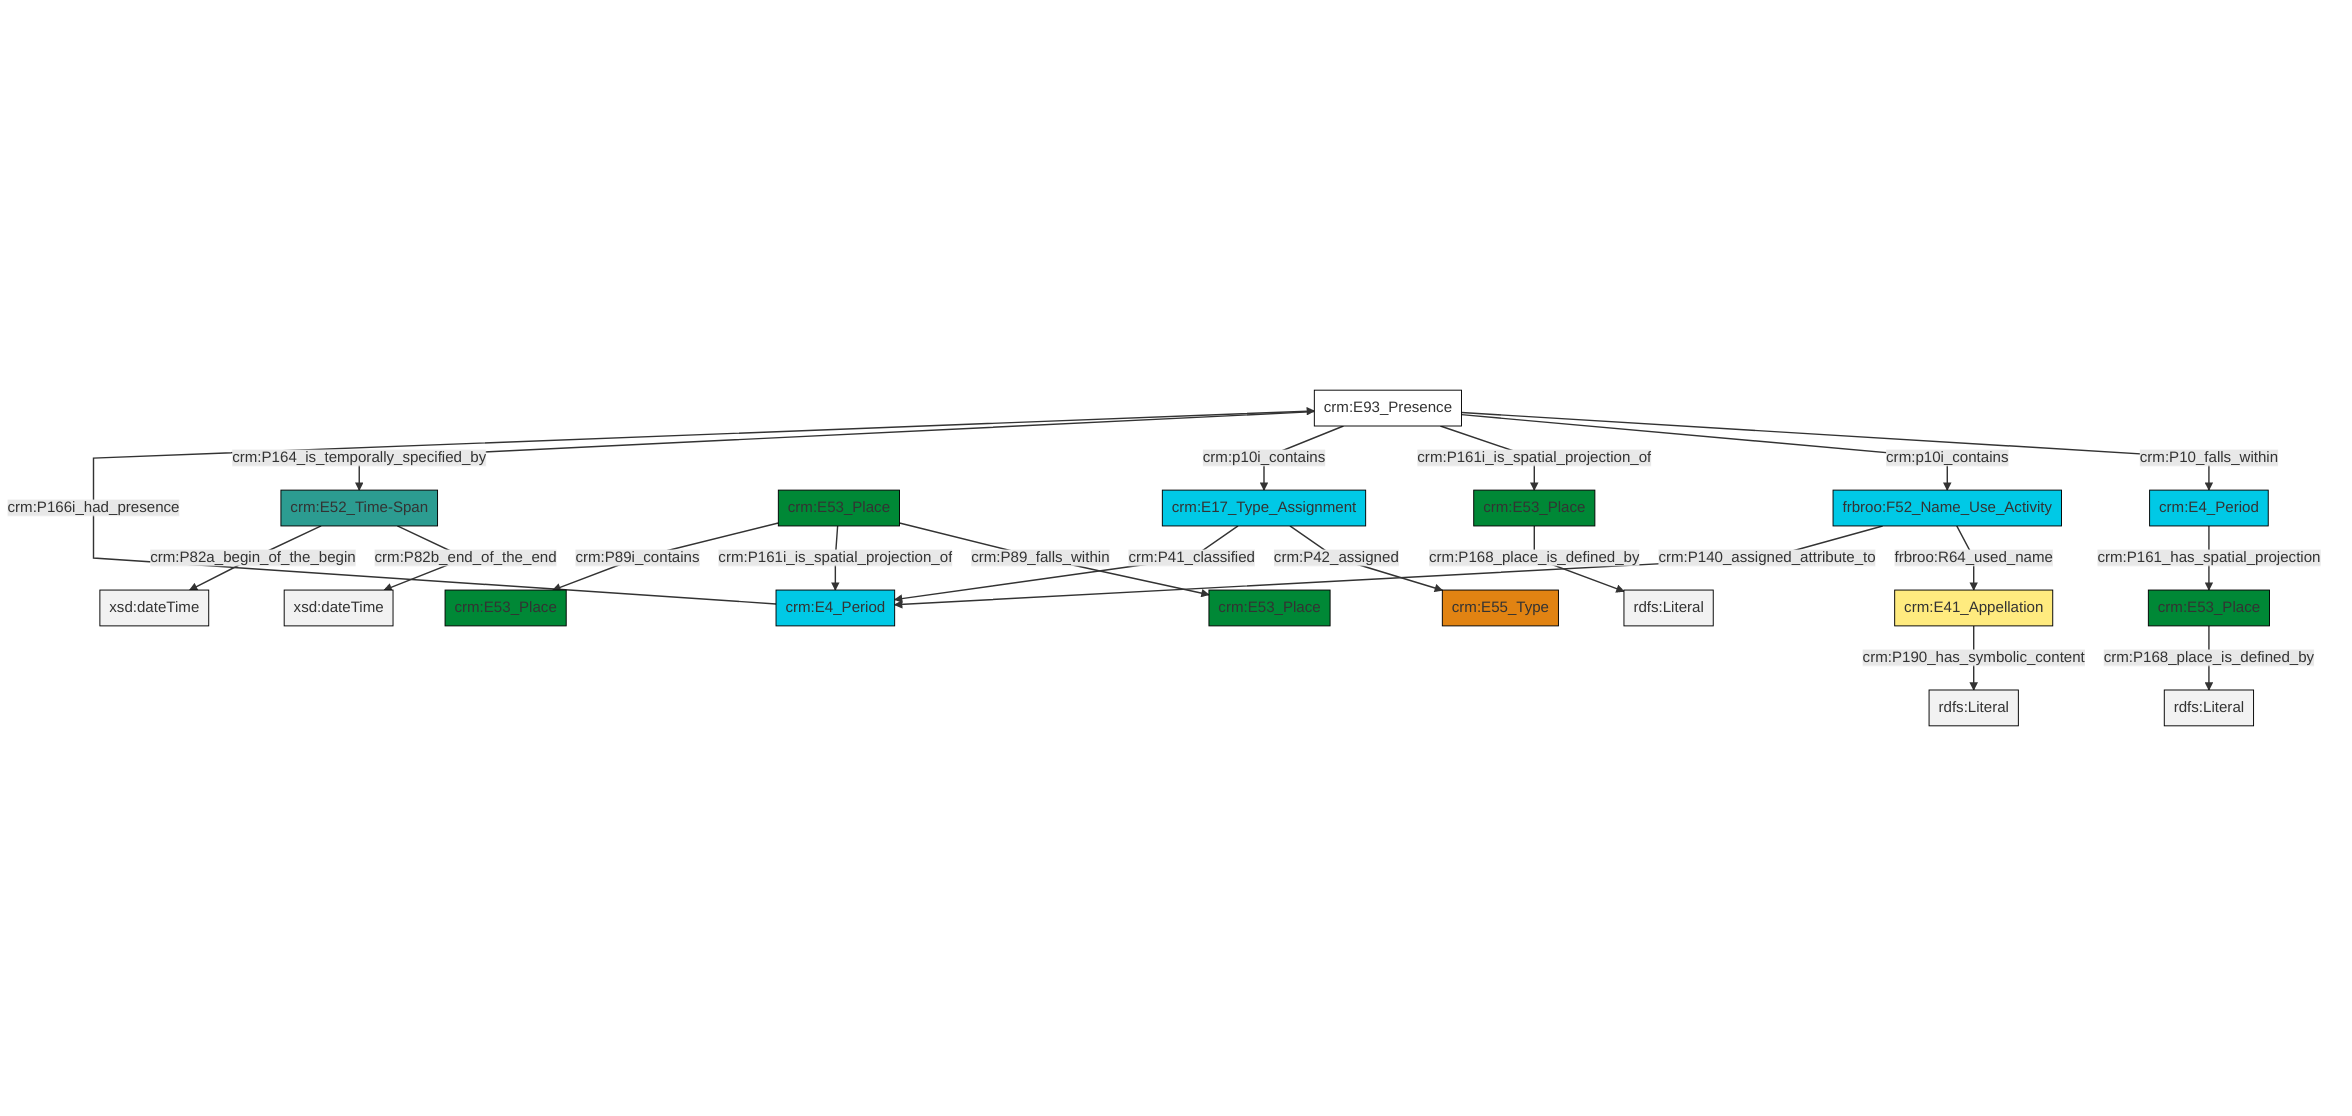 crm:E93_Presence
crm:P164_is_temporally_specified_by
crm:p10i_contains
crm:P161i_is_spatial_projection_of
crm:p10i_contains
crm:P10_falls_within
crm:P166i_had_presence
crm:E52_Time-Span
crm:E53_Place
crm:E17_Type_Assignment
crm:E53_Place
frbroo:F52_Name_Use_Activity
crm:E4_Period
crm:P82a_begin_of_the_begin
crm:P82b_end_of_the_end
crm:P89i_contains
crm:P161i_is_spatial_projection_of
crm:P89_falls_within
crm:P41_classified
crm:P42_assigned
crm:P168_place_is_defined_by
crm:P140_assigned_attribute_to
frbroo:R64_used_name
crm:P161_has_spatial_projection
xsd:dateTime
xsd:dateTime
crm:E53_Place
crm:E4_Period
crm:E53_Place
crm:E55_Type
rdfs:Literal
crm:E41_Appellation
crm:E53_Place
crm:P190_has_symbolic_content
crm:P168_place_is_defined_by
rdfs:Literal
rdfs:Literal